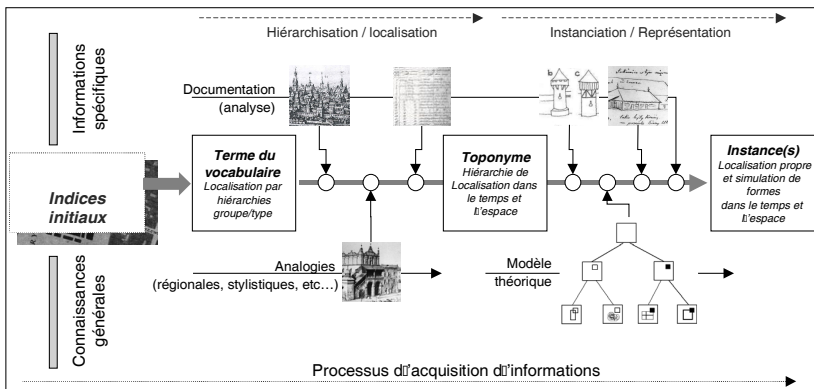 Hiérarchisation / localisation
Instanciation / Représentation
Informations
spécifiques
Documentation
(analyse)
b
c
Indices
initiaux
Terme du
vocabulaire
Localisation par
hiérarchies
groupe/type
Toponyme
Hiérarchie de
Localisation dans
le temps et
l’espace
Instance(s)
Localisation propre
et simulation de
formes
dans le temps et
l’espace
Connaissances
générales
Analogies
(régionales, stylistiques, etc…)
Modèle
théorique
Processus d’acquisition d’informations